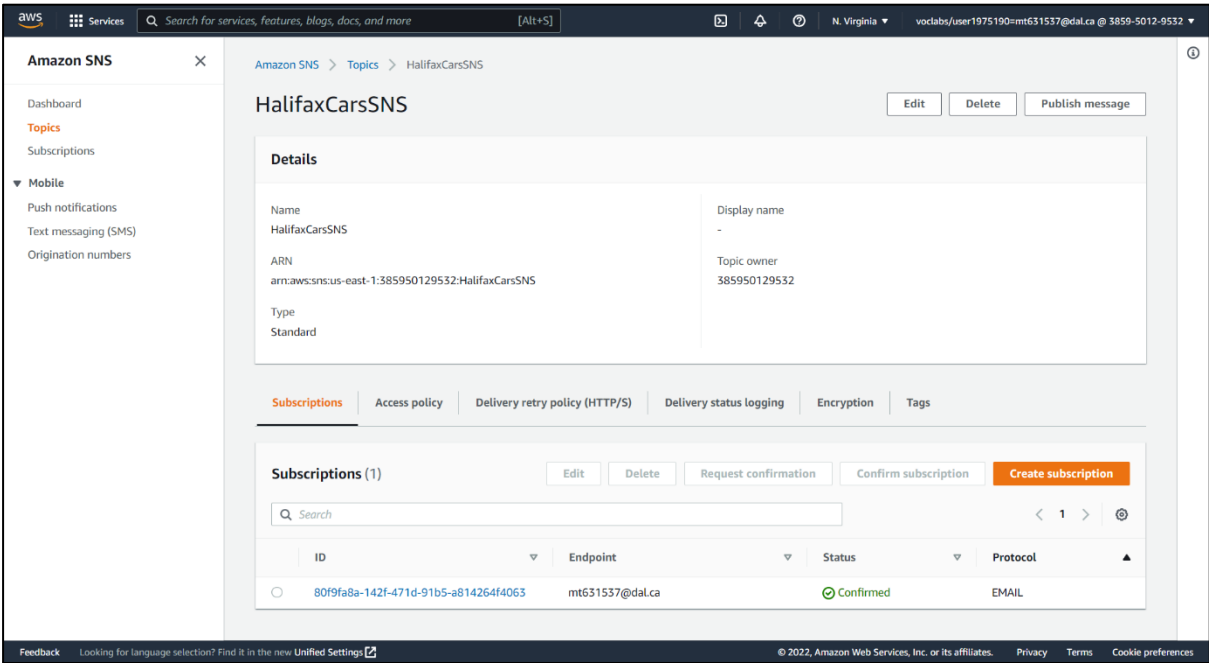 aws Services Search for services, features, blogs, docs, and more [Alt+S] N. Virginia ▼ voclabs/user1975190=mt631537@dal.ca @ 3859-5012-9532 ▼
Amazon SNS
Dashboard
Topics
Subscriptions
Mobile
Push notifications
Text messaging (SMS)
Origination numbers
Amazon SNS > Topics > HalifaxCarsSNS
HalifaxCarsSNS Edit Delete Publish message
Details
Name
HalifaxCarsSNS
ARN
arn:aws:sns:us-east-1:385950129532:HalifaxCarsSNS
Type
Standard
Display name
-
Topic owner
385950129532
Subscriptions Access policy Delivery retry policy (HTTP/S) Delivery status logging Encryption Tags
Subscriptions (1) Edit Delete Request confirmation Confirm subscription Create subscription
Search < 1 >
ID Endpoint Status Protocol
80f9fa8a-142f-471d-91b5-a814264f4063 mt631537@dal.ca Confirmed EMAIL
Feedback Looking for language selection? Find it in the new Unified Settings © 2022, Amazon Web Services, Inc. or its affiliates. Privacy Terms Cookie preferences